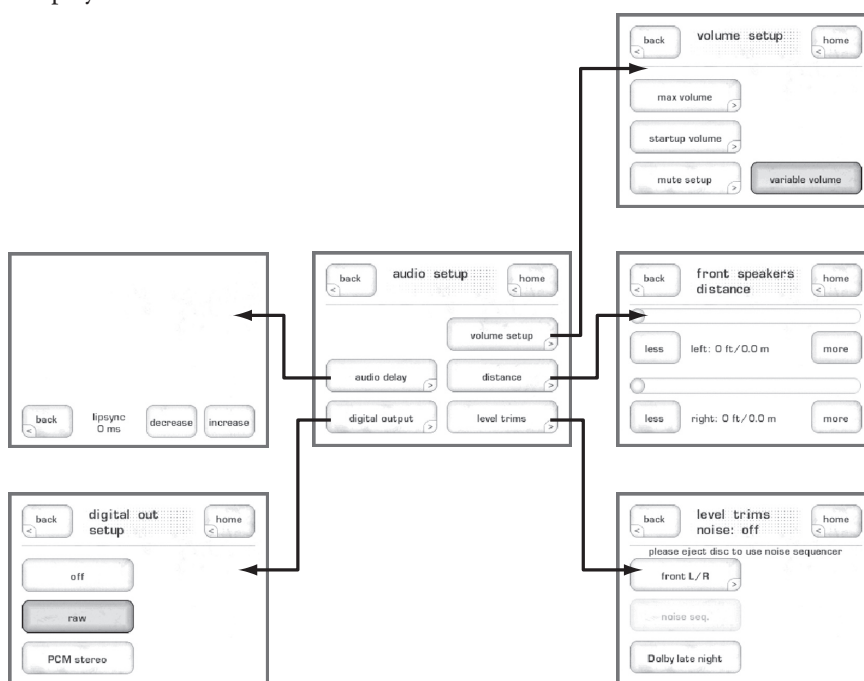 back
volume setup
home
max volume
startup volume
mute setup
variable volume
back
lipsync
0 ms
decrease
increase
back
audio setup
home
volume setup
audio delay
distance
digital output
level trims
back
front speakers
distance
home
less
left: 0 ft/0.0 m
more
less
right: 0 ft/0.0 m
more
back
digital out
setup
home
off
raw
PCM stereo
back
level trims
noise: off
home
please eject disc to use noise sequencer
front L/R
noise seq.
Dolby late night